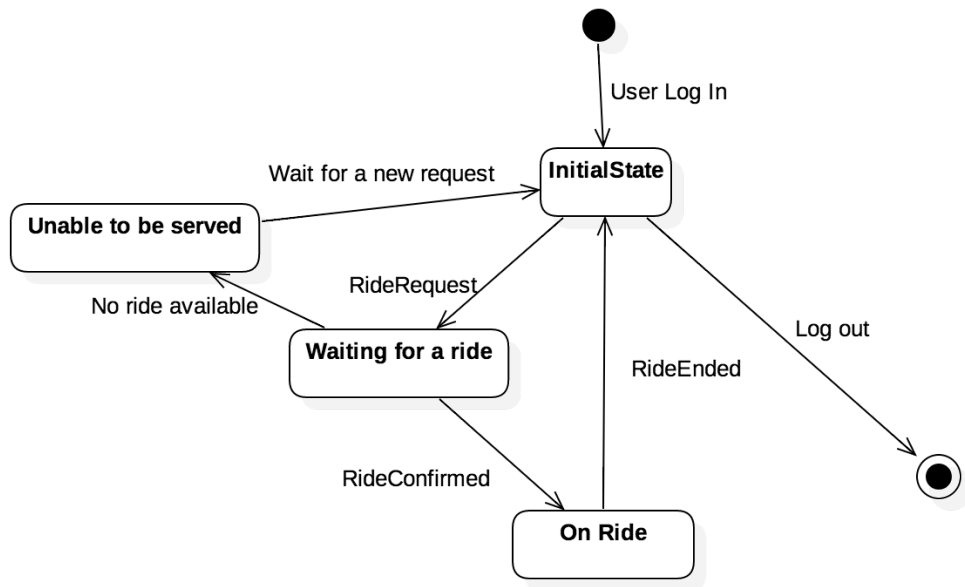 User Log In
InitialState
Wait for a new request
Unable to be served
RideRequest
No ride available
Log out
Waiting for a ride
RideEnded
RideConfirmed
On Ride